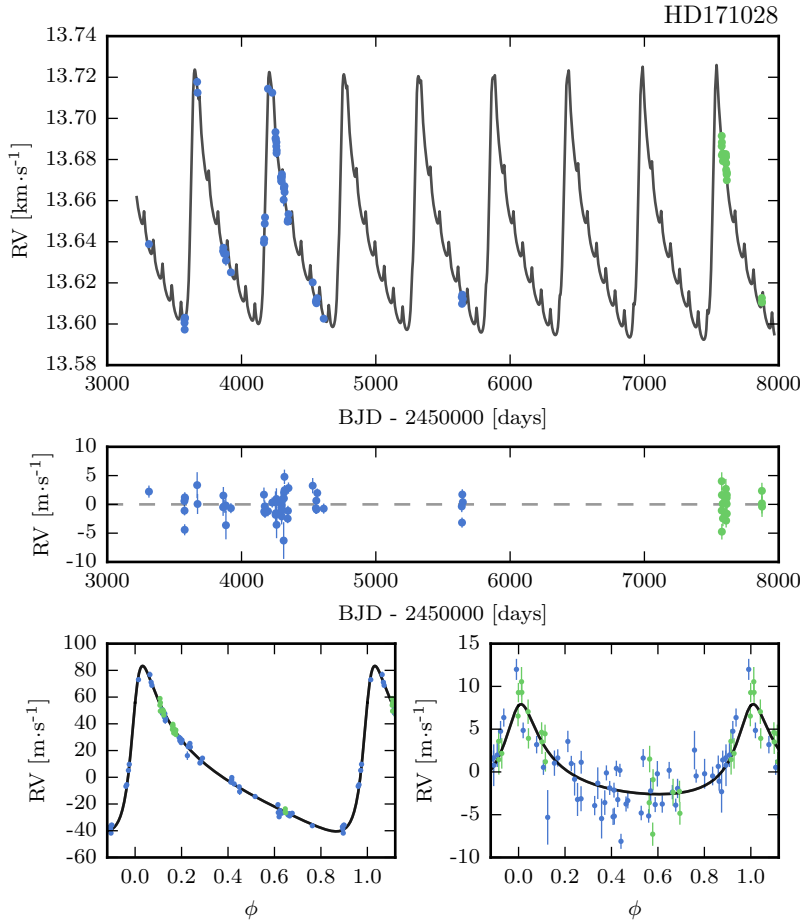 HD171028
13.74
13.72
13.70
13.68
13.66
13.64
13.62
13.60
13.58
RV [km·s⁻¹]
3000 4000 5000 6000 7000 8000
BJD - 2450000 [days]
10
5
0
-5
-10
RV [m·s⁻¹]
3000 4000 5000 6000 7000 8000
BJD - 2450000 [days]
100
80
60
40
20
0
-20
-40
-60
RV [m·s⁻¹]
0.0 0.2 0.4 0.6 0.8 1.0
ϕ
15
10
5
0
-5
-10
RV [m·s⁻¹]
0.0 0.2 0.4 0.6 0.8 1.0
ϕ